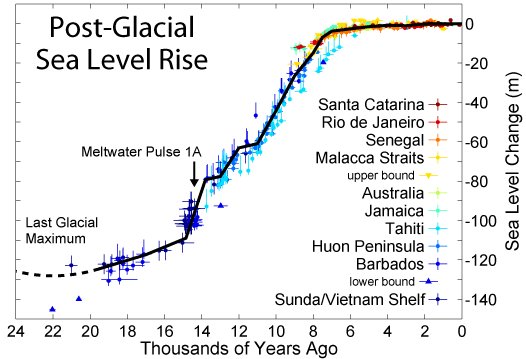 Post-Glacial
Sea Level Rise
Meltwater Pulse 1A
Last Glacial
Maximum
Santa Catarina
Rio de Janeiro
Senegal
Malacca Straits
upper bound
Australia
Jamaica
Tahiti
Huon Peninsula
Barbados
lower bound
Sunda/Vietnam Shelf
0
-20
-40
-60
-80
-100
-120
-140
Sea Level Change (m)
24 22 20 18 16 14 12 10 8 6 4 2 0
Thousands of Years Ago